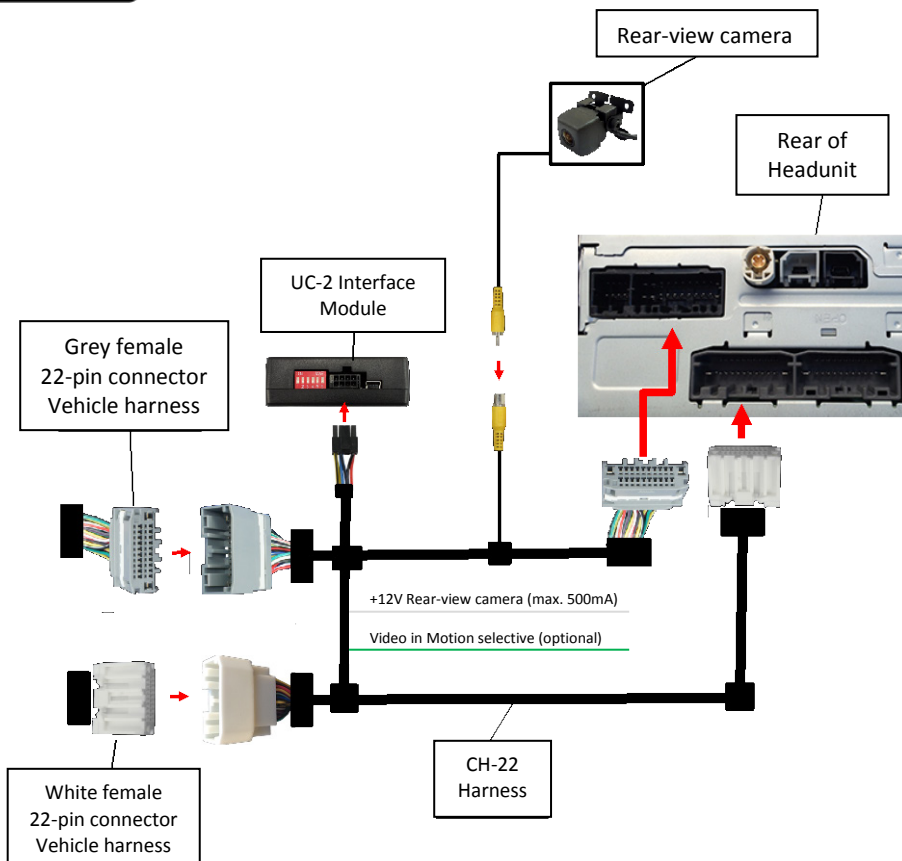 Rear-view camera
Rear of
Headunit
UC-2 Interface
Module
Grey female
22-pin connector
Vehicle harness
+12V Rear-view camera (max. 500mA)
Video in Motion selective (optional)
CH-22
Harness
White female
22-pin connector
Vehicle harness